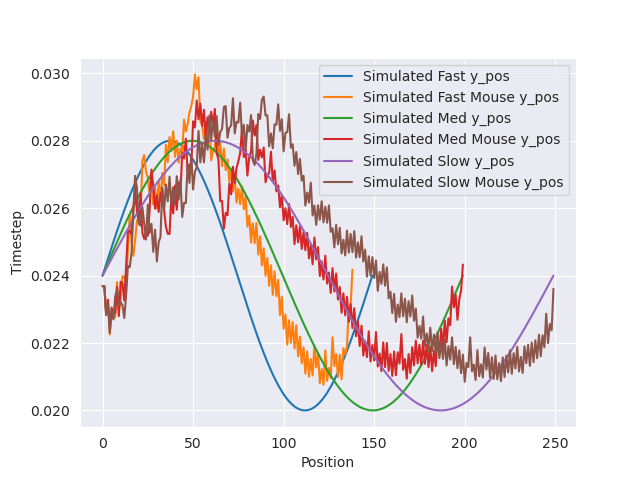 0.030
0.028
0.026
0.024
0.022
0.020
Timestep
0
50
100
150
200
250
Position
Simulated Fast y_pos
Simulated Fast Mouse y_pos
Simulated Med y_pos
Simulated Med Mouse y_pos
Simulated Slow y_pos
Simulated Slow Mouse y_pos